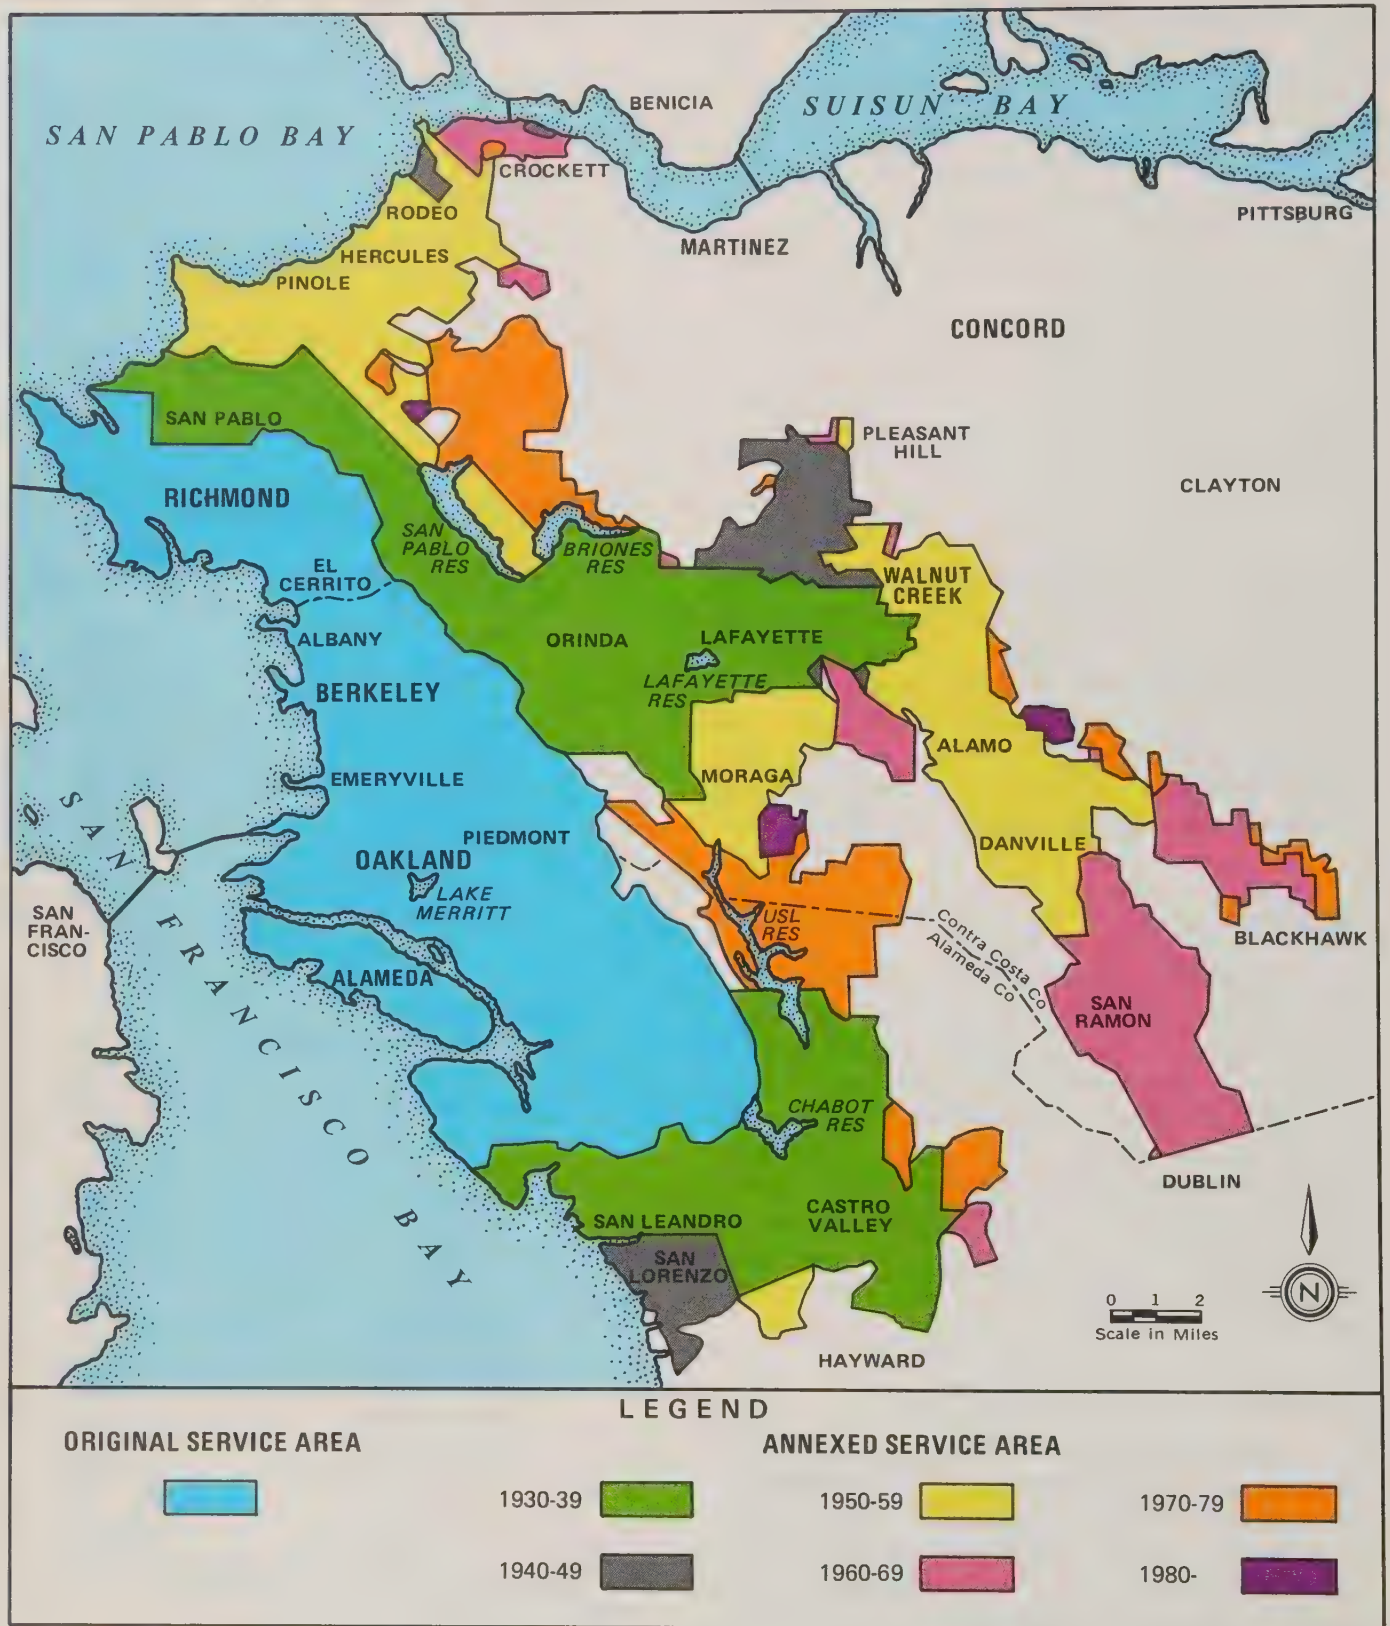 SAN PABLO BAY
BENICIA
SUISUN BAY
CROCKETT
RODEO
PITTSBURG
MARTINEZ
HERCULES
PINOLE
CONCORD
SAN PABLO
PLEASANT
HILL
CLAYTON
RICHMOND
SAN
PABLO
RES
BRIONES
RES
EL
CERRITO
WALNUT
CREEK
ALBANY
ORINDA
LAFAYETTE
LAFAYETTE
RES
BERKELEY
ALAMO
EMERYVILLE
MORAGA
PIEDMONT
DANVILLE
OAKLAND
LAKE
MERRITT
SAN
FRAN-
CISCO
USL
RES
BLACKHAWK
Contra Costa Co
Alameda Co
ALAMEDA
SAN
RAMON
SAN FRANCISCO BAY
CHABOT
RES
DUBLIN
CASTRO
VALLEY
SAN LEANDRO
SAN
LORENZO
HAYWARD
N
0 1 2
Scale in Miles
LEGEND
ORIGINAL SERVICE AREA
ANNEXED SERVICE AREA
1930-39
1950-59
1970-79
1940-49
1960-69
1980-